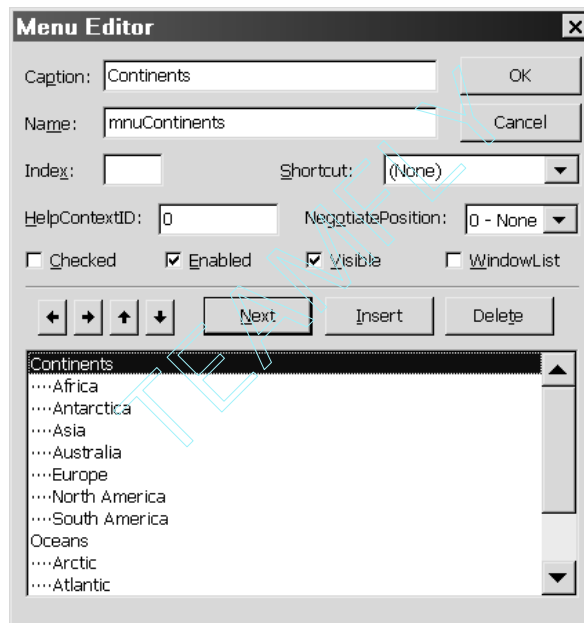 Menu Editor
Caption: Continents OK
Name: mnuContinents Cancel
Index: Shortcut: (None)
HelpContextID: 0 NegotiatePosition: 0 - None
Checked Enabled Visible WindowList
Next Insert Delete
Continents
····Africa
····Antarctica
····Asia
····Australia
····Europe
····North America
····South America
Oceans
····Arctic
····Atlantic
TEAMFLY